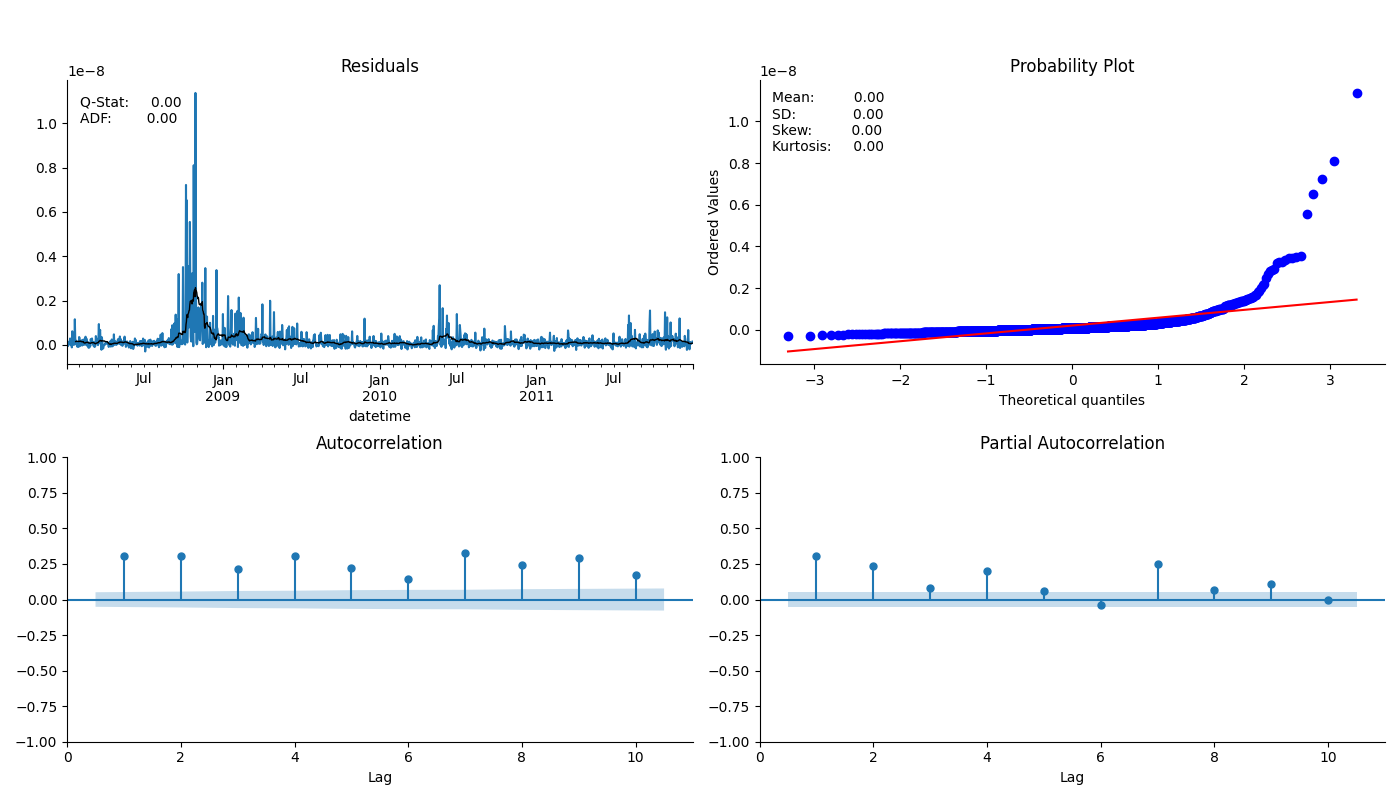 Residuals
1e−8
Q-Stat: 0.00
ADF: 0.00
1.0
0.8
0.6
0.4
0.2
0.0
Jul Jan Jul Jan Jul Jan Jul
2009 2010 2011
datetime
Probability Plot
1e−8
Mean: 0.00
SD: 0.00
Skew: 0.00
Kurtosis: 0.00
Ordered Values
1.0
0.8
0.6
0.4
0.2
0.0
−3 −2 −1 0 1 2 3
Theoretical quantiles
Autocorrelation
1.00
0.75
0.50
0.25
0.00
−0.25
−0.50
−0.75
−1.00
0 2 4 6 8 10
Lag
Partial Autocorrelation
1.00
0.75
0.50
0.25
0.00
−0.25
−0.50
−0.75
−1.00
0 2 4 6 8 10
Lag